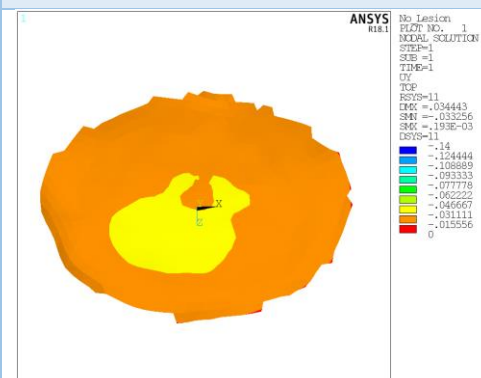 1
ANSYS
R18.1
No Lesion
PLOT NO. 1
NODAL SOLUTION
STEP=1
SUB =1
TIME=1
UY
TOP
RSYS=11
DMX =.034443
SMN =-.033256
SMX =.193E-03
DSYS=11
-.14
-.124444
-.108889
-.093333
-.077778
-.062222
-.046667
-.031111
-.015556
0
X